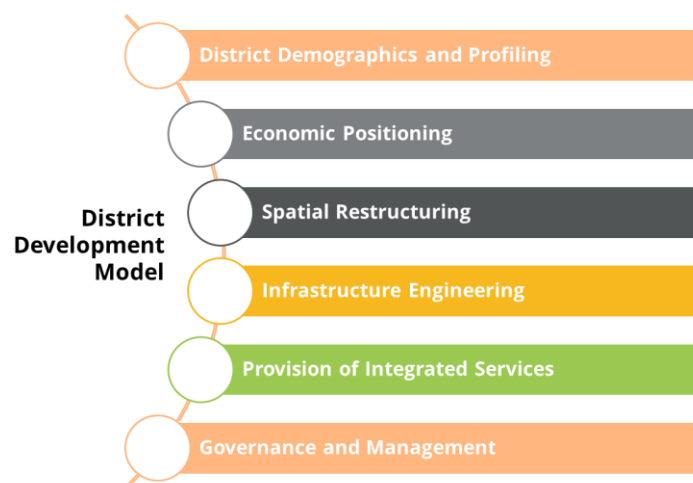 District Demographics and Profiling
Economic Positioning
Spatial Restructuring
District
Development
Model
Infrastructure Engineering
Provision of Integrated Services
Governance and Management